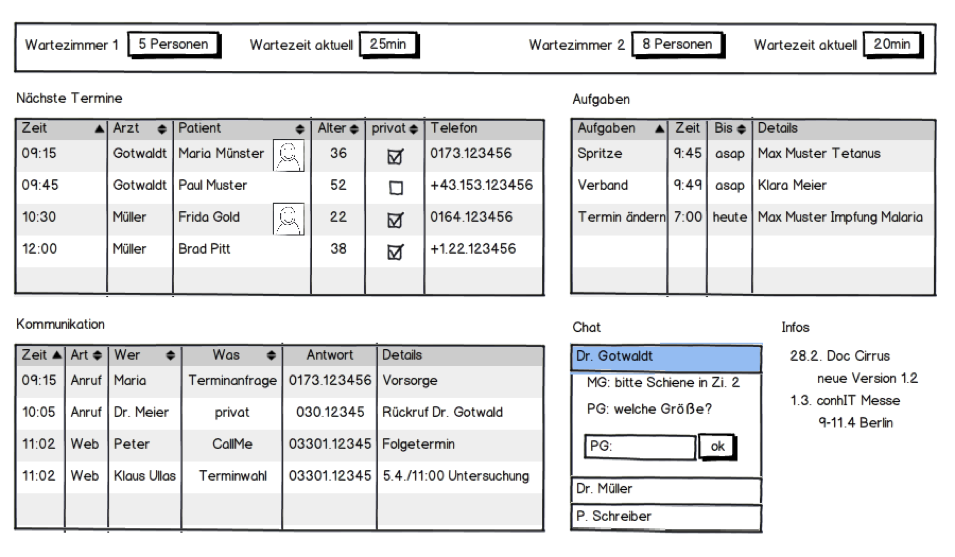 Wartezimmer 1 5 Personen Wartezeit aktuell 25min Wartezimmer 2 8 Personen Wartezeit aktuell 20min
Nächste Termine
Zeit Arzt Patient Alter privat Telefon
09:15 Gotwaldt Maria Münster 36 0173.123456
09:45 Gotwaldt Paul Muster 52 +43.153.123456
10:30 Müller Frida Gold 22 0164.123456
12:00 Müller Brad Pitt 38 +1.22.123456
Aufgaben
Aufgaben Zeit Bis Details
Spritze 9:45 asap Max Muster Tetanus
Verband 9:49 asap Klara Meier
Termin ändern 7:00 heute Max Muster Impfung Malaria
Kommunikation
Zeit Art Wer Was Antwort Details
09:15 Anruf Maria Terminanfrage 0173.123456 Vorsorge
10:05 Anruf Dr. Meier privat 030.12345 Rückruf Dr. Gotwald
11:02 Web Peter CallMe 03301.12345 Folgetermin
11:02 Web Klaus Ullas Terminwahl 03301.12345 5.4./11:00 Untersuchung
Chat
Dr. Gotwaldt
MG: bitte Schiene in Zi. 2
PG: welche Größe?
PG: ok
Dr. Müller
P. Schreiber
Infos
28.2. Doc Cirrus
neue Version 1.2
1.3. conhIT Messe
9-11.4 Berlin